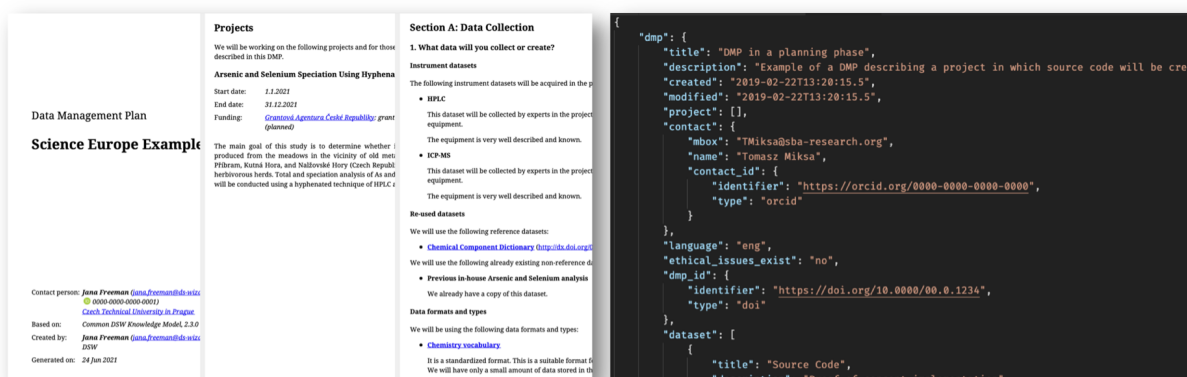 Data Management Plan
Science Europe Example
Contact person: Jana Freeman (jana.freeman@ds-wiza
0000-0000-0000-0001)
Czech Technical University in Prague
Based on: Common DSW Knowledge Model, 2.3.0
Created by: Jana Freeman (jana.freeman@ds-wiza
DSW
Generated on: 24 Jun 2021
Projects
We will be working on the following projects and for those
described in this DMP.
Arsenic and Selenium Speciation Using Hyphena
Start date: 1.1.2021
End date: 31.12.2021
Funding: Grantová Agentura České Republiky: grant
(planned)
The main goal of this study is to determine whether
produced from the meadows in the vicinity of old met
Příbram, Kutná Hora, and Nalžovské Hory (Czech Republ
herbivorous herds. Total and speciation analysis of As and
will be conducted using a hyphenated technique of HPLC
Section A: Data Collection
1. What data will you collect or create?
Instrument datasets
The following instrument datasets will be acquired in the p
• HPLC
This dataset will be collected by experts in the project
equipment.
The equipment is very well described and known.
• ICP-MS
This dataset will be collected by experts in the project
equipment.
The equipment is very well described and known.
Re-used datasets
We will use the following reference datasets:
• Chemical Component Dictionary (http://dx.doi.org/
We will use the following already existing non-reference da
• Previous in-house Arsenic and Selenium analysis
We already have a copy of this dataset.
Data formats and types
We will be using the following data formats and types:
• Chemistry vocabulary
It is a standardized format. This is a suitable format f
We will have only a small amount of data stored in th
{
"dmp": {
"title": "DMP in a planning phase",
"description": "Example of a DMP describing a project in which source code will be cre
"created": "2019-02-22T13:20:15.5",
"modified": "2019-02-22T13:20:15.5",
"project": [],
"contact": {
"mbox": "TMiksa@sba-research.org",
"name": "Tomasz Miksa",
"contact_id": {
"identifier": "https://orcid.org/0000-0000-0000-0000",
"type": "orcid"
}
},
"language": "eng",
"ethical_issues_exist": "no",
"dmp_id": {
"identifier": "https://doi.org/10.0000/00.0.1234",
"type": "doi"
},
"dataset": [
{
"title": "Source Code",